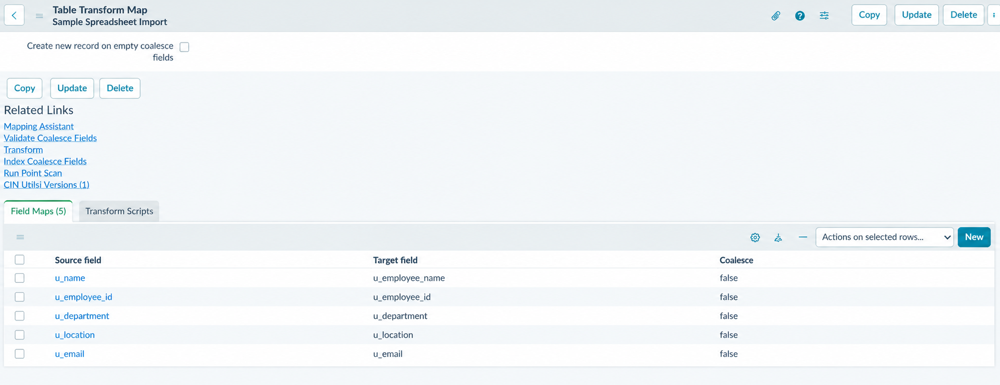 Table Transform Map
Sample Spreadsheet Import
Copy
Update
Delete
Create new record on empty coalesce
fields
Copy
Update
Delete
Related Links
Mapping Assistant
Validate Coalesce Fields
Transform
Index Coalesce Fields
Run Point Scan
CIN Utilsi Versions (1)
Field Maps (5)
Transform Scripts
Actions on selected rows...
New
Source field Target field Coalesce
u_name u_employee_name false
u_employee_id u_employee_id false
u_department u_department false
u_location u_location false
u_email u_email false